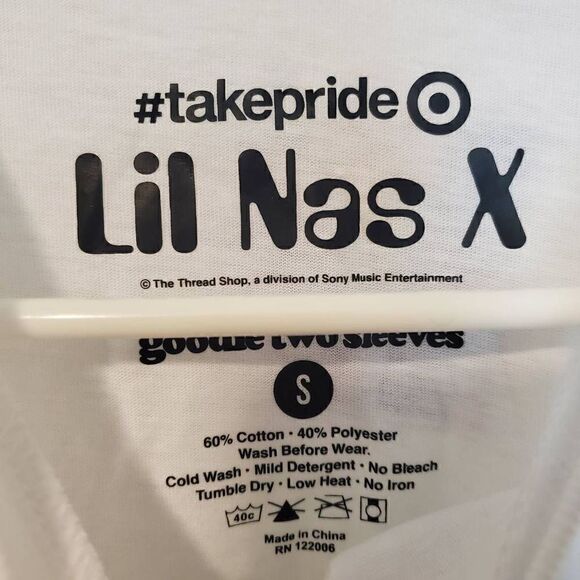 #takepride
Lil Nas X
© The Thread Shop, a division of Sony Music Entertainment
goodie two sleeves
S
60% Cotton • 40% Polyester
Wash Before Wear.
Cold Wash • Mild Detergent • No Bleach
Tumble Dry • Low Heat • No Iron
40c
Made in China
RN 122006